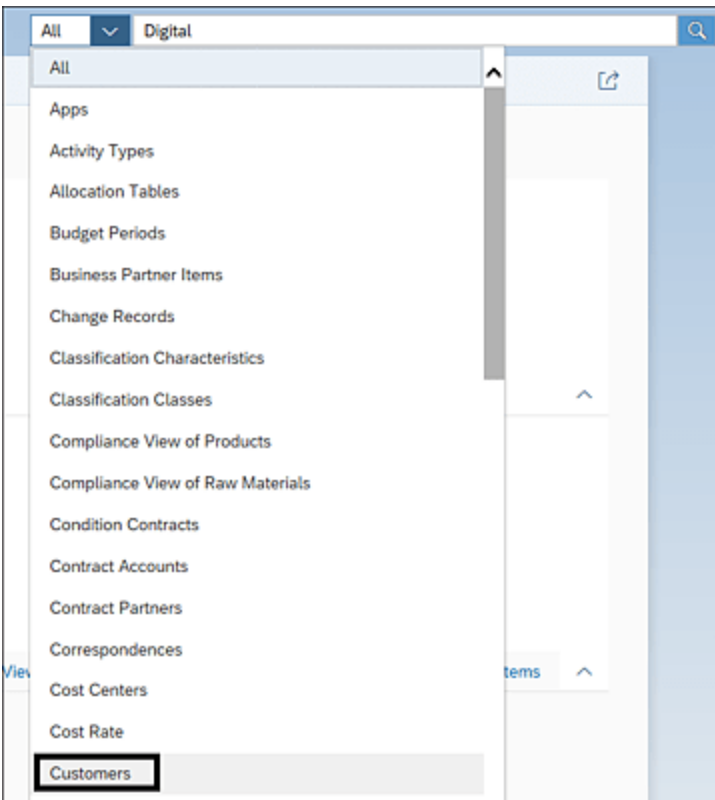 All
Digital
All
Apps
Activity Types
Allocation Tables
Budget Periods
Business Partner Items
Change Records
Classification Characteristics
Classification Classes
Compliance View of Products
Compliance View of Raw Materials
Condition Contracts
Contract Accounts
Contract Partners
Correspondences
Cost Centers
Cost Rate
Customers